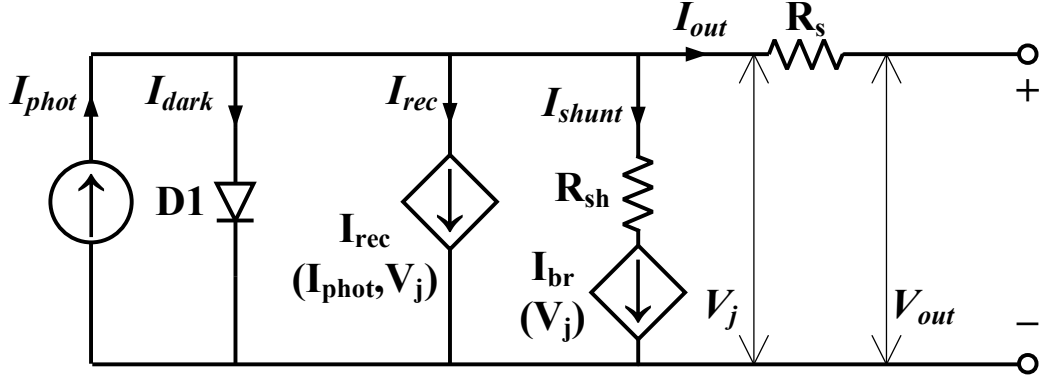 I_out
R_s
I_phot
I_dark
I_rec
I_shunt
+
D1
R_sh
I_rec
(I_phot,V_j)
I_br
(V_j)
V_j
V_out
−